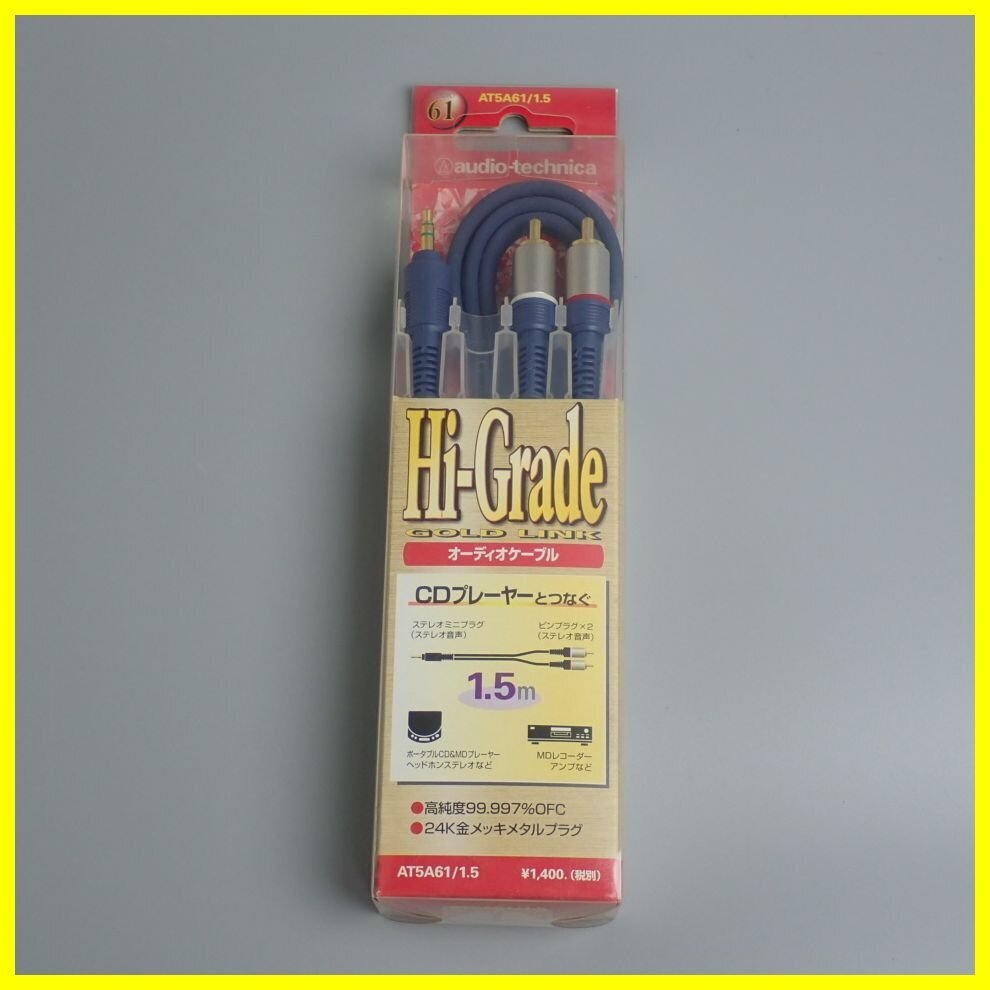 61
AT5A61/1.5
audio-technica
Hi-Grade
GOLD LINK
オーディオケーブル
CDプレーヤーとつなぐ
ステレオミニプラグ
(ステレオ音声)
ピンプラグ×2
(ステレオ音声)
1.5m
ポータブルCD&MDプレーヤー
ヘッドホンステレオなど
MDレコーダー
アンプなど
●高純度99.997%OFC
●24K金メッキメタルプラグ
AT5A61/1.5
¥1,400.(税別)